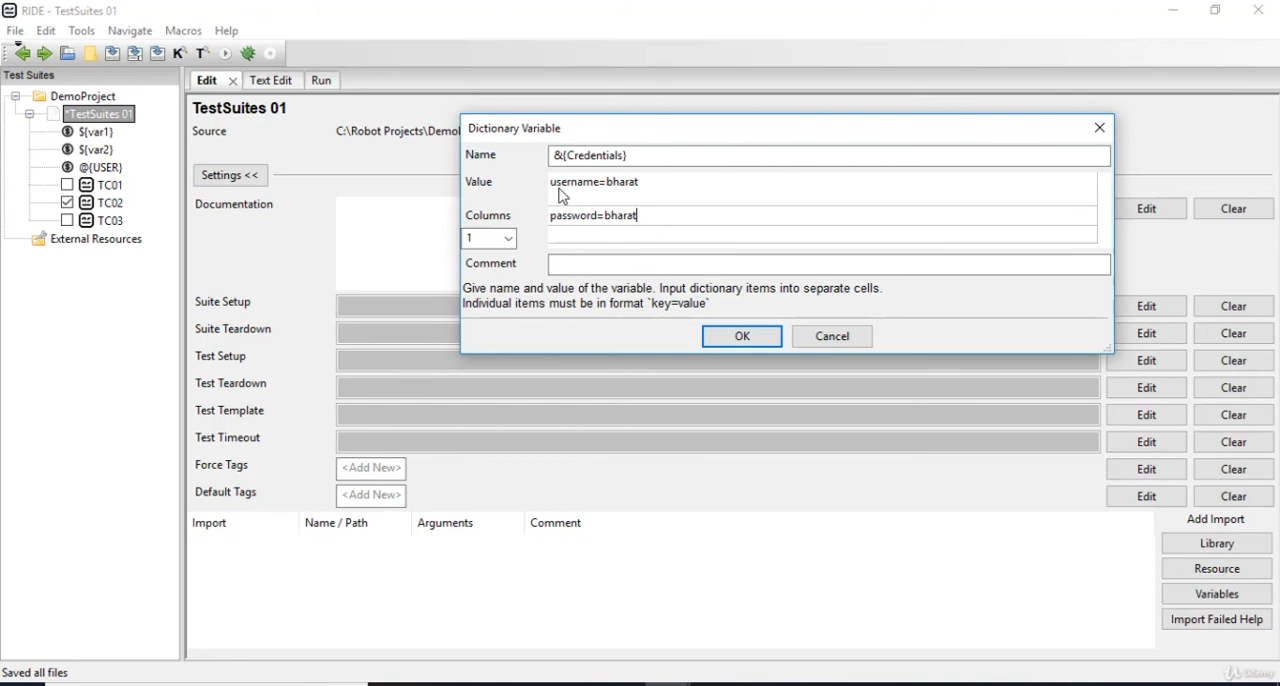 RIDE - TestSuites 01
File Edit Tools Navigate Macros Help
K T
Test Suites
DemoProject
*TestSuites 01
${var1}
${var2}
@{USER}
TC01
TC02
TC03
External Resources
Edit Text Edit Run
TestSuites 01
Source C:\Robot Projects\Demol
Settings <<
Documentation Edit Clear
Dictionary Variable
Name &{Credentials}
Value username=bharat
Columns password=bharat
1
Comment
Give name and value of the variable. Input dictionary items into separate cells.
Individual items must be in format `key=value`
OK Cancel
Suite Setup Edit Clear
Suite Teardown Edit Clear
Test Setup Edit Clear
Test Teardown Edit Clear
Test Template Edit Clear
Test Timeout Edit Clear
Force Tags <Add New> Edit Clear
Default Tags <Add New> Edit Clear
Import Name / Path Arguments Comment
Add Import
Library
Resource
Variables
Import Failed Help
Saved all files
Udemy